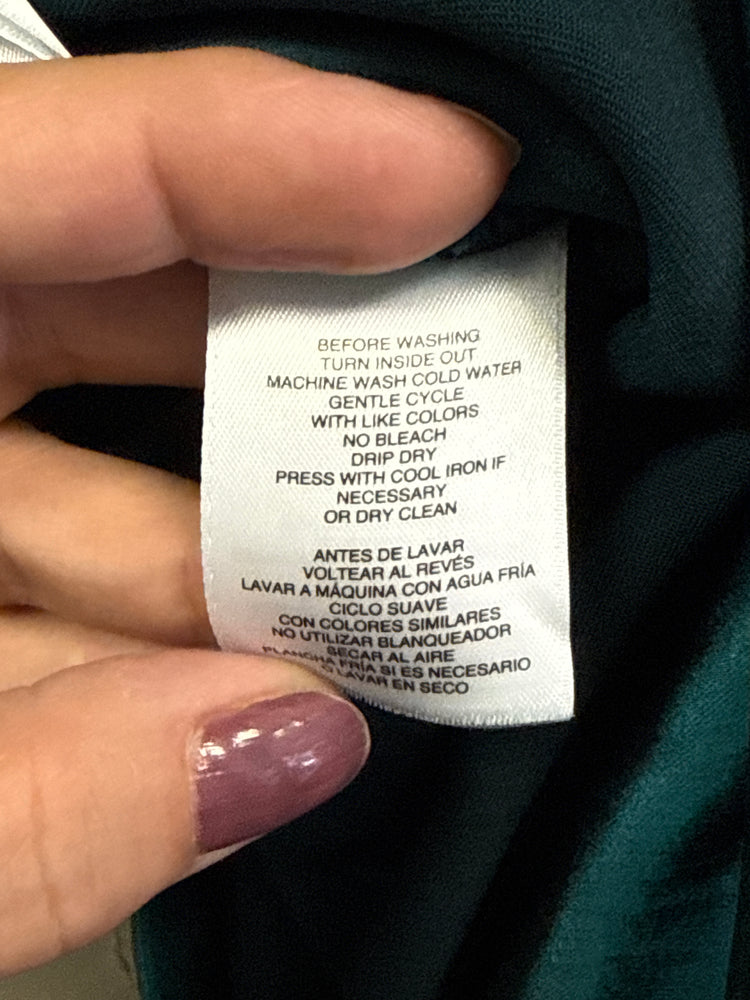 BEFORE WASHING
TURN INSIDE OUT
MACHINE WASH COLD WATER
GENTLE CYCLE
WITH LIKE COLORS
NO BLEACH
DRIP DRY
PRESS WITH COOL IRON IF
NECESSARY
OR DRY CLEAN
ANTES DE LAVAR
VOLTEAR AL REVÉS
LAVAR A MÁQUINA CON AGUA FRÍA
CICLO SUAVE
CON COLORES SIMILARES
NO UTILIZAR BLANQUEADOR
SECAR AL AIRE
PLANCHA FRÍA SI ES NECESARIO
O LAVAR EN SECO